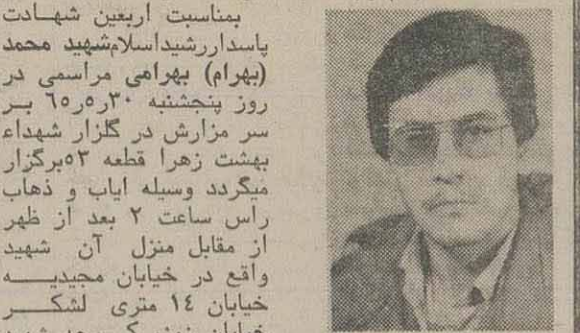 بمناسبت اربعین شهادت
پاسداررشیداسلام‌شهید محمد
(بهرام) بهرامی مراسمی در
روز پنجشنبه ۳۰ر۵ر۶۵ بر
سر مزارش در گلزار شهداء
بهشت زهرا قطعه ۵۳برگزار
میگردد وسیله ایاب و ذهاب
راس ساعت ۲ بعد از ظهر
از مقابل منزل آن شهید
واقع در خیابان مجیدیه
خیابان ۱۴ متری لشکر